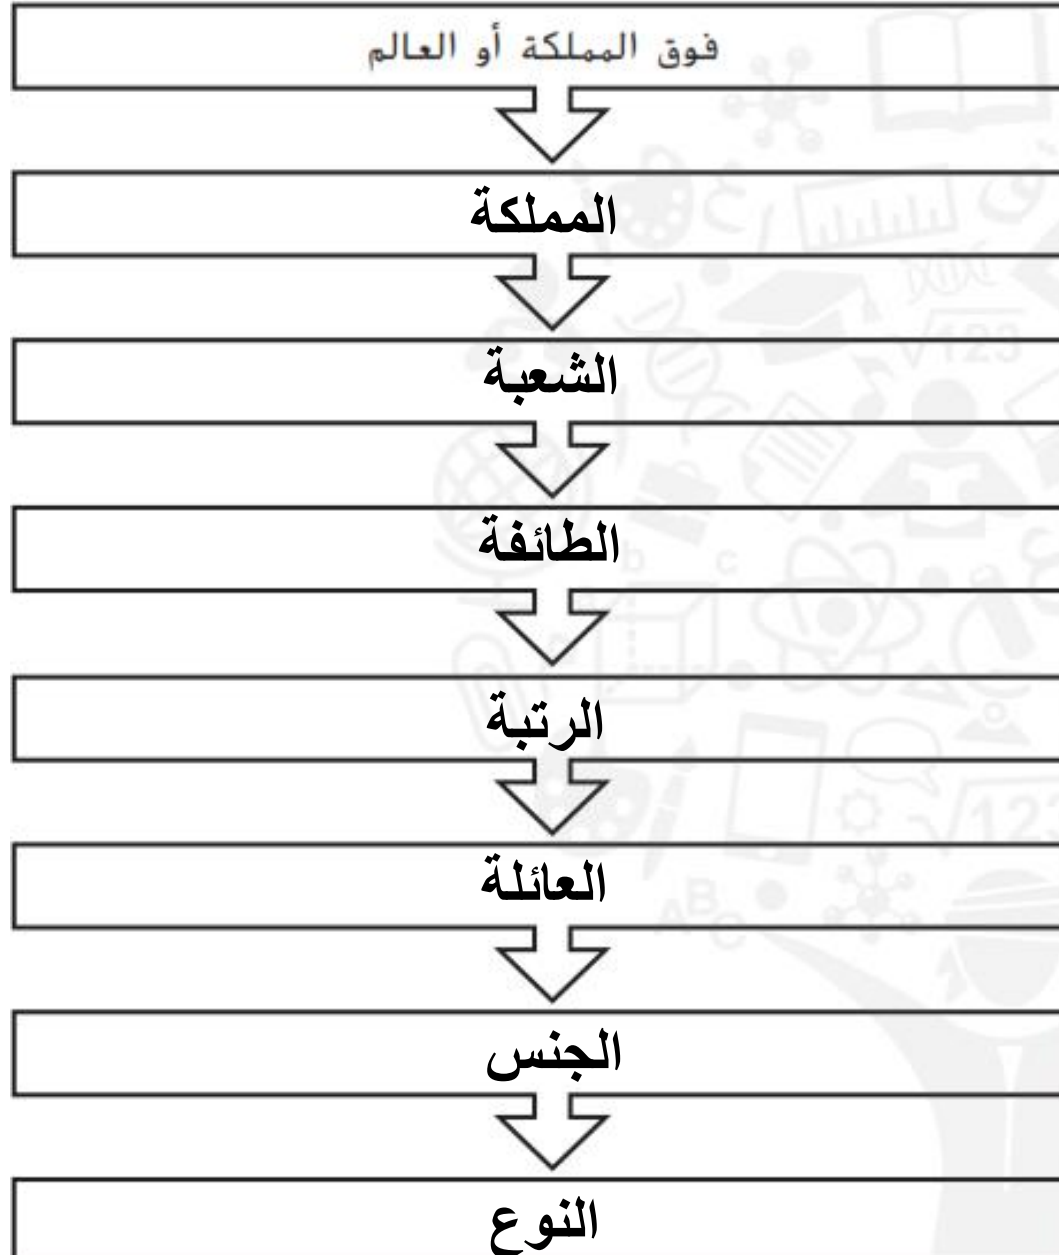 فوق المملكة أو العالم
المملكة
الشعبة
الطائفة
الرتبة
العائلة
الجنس
النوع